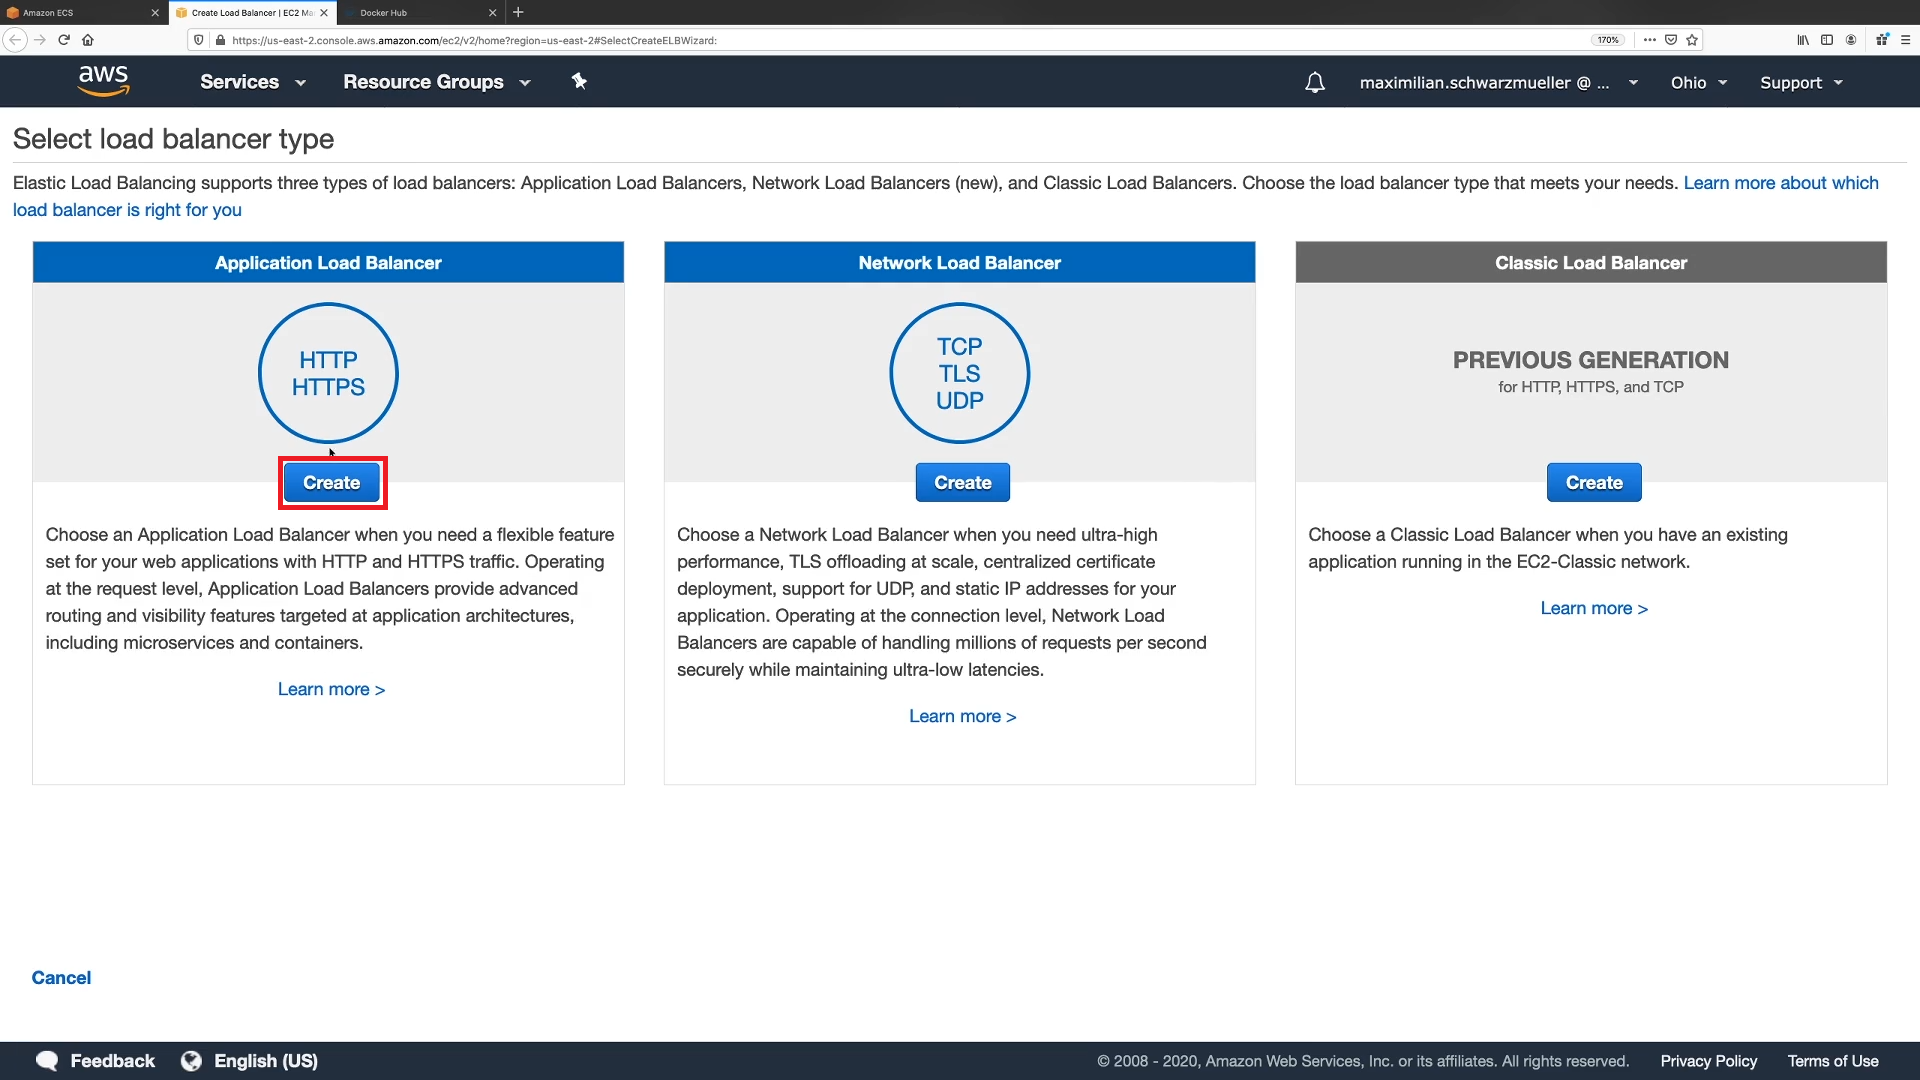 Amazon ECS
Create Load Balancer | EC2 Ma
Docker Hub
https://us-east-2.console.aws.amazon.com/ec2/v2/home?region=us-east-2#SelectCreateELBWizard:
170%
aws
Services
Resource Groups
maximilian.schwarzmueller @ ...
Ohio
Support
Select load balancer type
Elastic Load Balancing supports three types of load balancers: Application Load Balancers, Network Load Balancers (new), and Classic Load Balancers. Choose the load balancer type that meets your needs. Learn more about which
load balancer is right for you
Application Load Balancer
HTTP
HTTPS
Create
Choose an Application Load Balancer when you need a flexible feature
set for your web applications with HTTP and HTTPS traffic. Operating
at the request level, Application Load Balancers provide advanced
routing and visibility features targeted at application architectures,
including microservices and containers.
Learn more >
Network Load Balancer
TCP
TLS
UDP
Create
Choose a Network Load Balancer when you need ultra-high
performance, TLS offloading at scale, centralized certificate
deployment, support for UDP, and static IP addresses for your
application. Operating at the connection level, Network Load
Balancers are capable of handling millions of requests per second
securely while maintaining ultra-low latencies.
Learn more >
Classic Load Balancer
PREVIOUS GENERATION
for HTTP, HTTPS, and TCP
Create
Choose a Classic Load Balancer when you have an existing
application running in the EC2-Classic network.
Learn more >
Cancel
Feedback
English (US)
© 2008 - 2020, Amazon Web Services, Inc. or its affiliates. All rights reserved.
Privacy Policy
Terms of Use